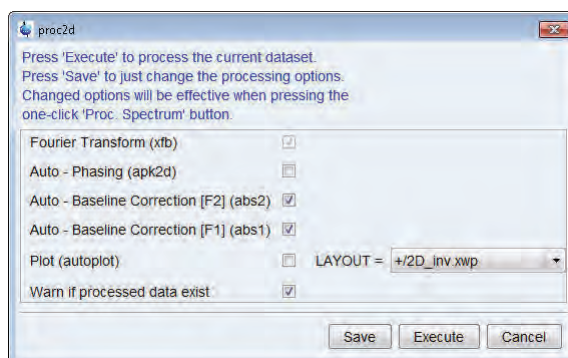 proc2d
Press 'Execute' to process the current dataset.
Press 'Save' to just change the processing options.
Changed options will be effective when pressing the
one-click 'Proc. Spectrum' button.
Fourier Transform (xfb)
Auto - Phasing (apk2d)
Auto - Baseline Correction [F2] (abs2)
Auto - Baseline Correction [F1] (abs1)
Plot (autoplot) LAYOUT = +/2D_inv.xwp
Warn if processed data exist
Save Execute Cancel